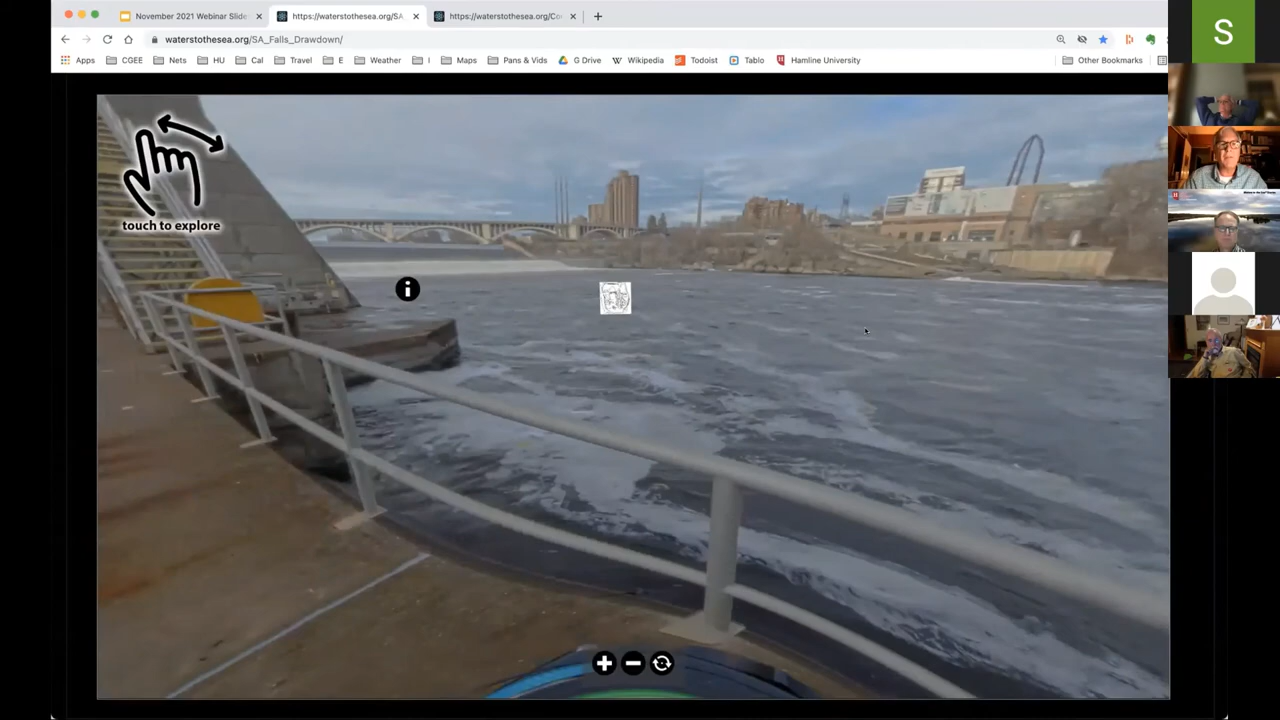 November 2021 Webinar Slide
https://waterstothesea.org/SA_
https://waterstothesea.org/Co
waterstothesea.org/SA_Falls_Drawdown/
Apps CGEE Nets HU Cal Travel E Weather I Maps Pans & Vids G Drive Wikipedia Todoist Tablo Hamline University Other Bookmarks
touch to explore
i
S